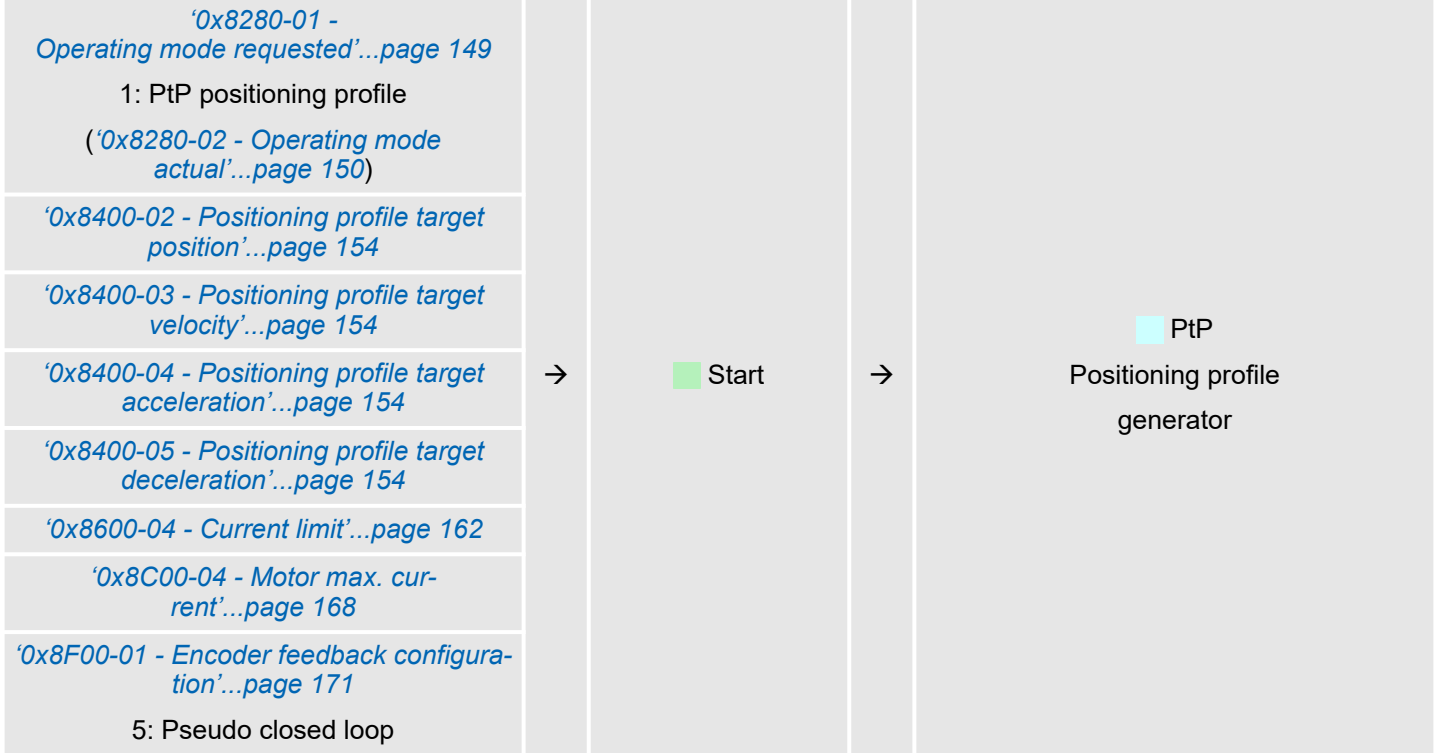 ‘0x8280-01 -
Operating mode requested’...page 149
1: PtP positioning profile
(‘0x8280-02 - Operating mode
actual’...page 150)
‘0x8400-02 - Positioning profile target
position’...page 154
‘0x8400-03 - Positioning profile target
velocity’...page 154
‘0x8400-04 - Positioning profile target
acceleration’...page 154
‘0x8400-05 - Positioning profile target
deceleration’...page 154
‘0x8600-04 - Current limit’...page 162
‘0x8C00-04 - Motor max. cur-
rent’...page 168
‘0x8F00-01 - Encoder feedback configura-
tion’...page 171
5: Pseudo closed loop
→
Start
→
PtP
Positioning profile
generator